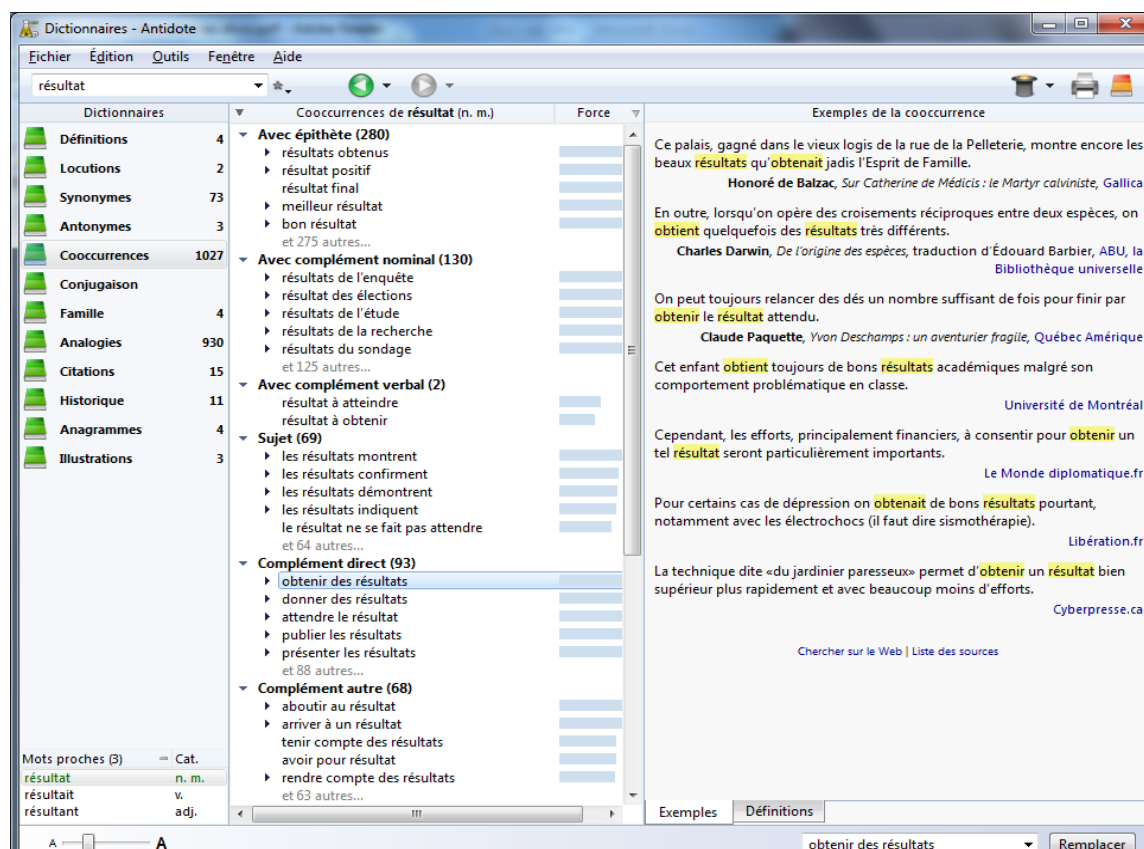 Dictionnaires - Antidote
Fichier Édition Outils Fenêtre Aide
résultat
Dictionnaires
Définitions 4
Locutions 2
Synonymes 73
Antonymes 3
Cooccurrences 1027
Conjugaison
Famille 4
Analogies 930
Citations 15
Historique 11
Anagrammes 4
Illustrations 3
Mots proches (3) Cat.
résultat n. m.
résultait v.
résultant adj.
A A
Cooccurrences de résultat (n. m.) Force
Avec épithète (280)
résultats obtenus
résultat positif
résultat final
meilleur résultat
bon résultat
et 275 autres...
Avec complément nominal (130)
résultats de l'enquête
résultat des élections
résultats de l'étude
résultats de la recherche
résultats du sondage
et 125 autres...
Avec complément verbal (2)
résultat à atteindre
résultat à obtenir
Sujet (69)
les résultats montrent
les résultats confirment
les résultats démontrent
les résultats indiquent
le résultat ne se fait pas attendre
et 64 autres...
Complément direct (93)
obtenir des résultats
donner des résultats
attendre le résultat
publier les résultats
présenter les résultats
et 88 autres...
Complément autre (68)
aboutir au résultat
arriver à un résultat
tenir compte des résultats
avoir pour résultat
rendre compte des résultats
et 63 autres...
Exemples de la cooccurrence
Ce palais, gagné dans le vieux logis de la rue de la Pelleterie, montre encore les
beaux résultats qu'obtenait jadis l'Esprit de Famille.
Honoré de Balzac, Sur Catherine de Médicis : le Martyr calviniste, Gallica
En outre, lorsqu'on opère des croisements réciproques entre deux espèces, on
obtient quelquefois des résultats très différents.
Charles Darwin, De l'origine des espèces, traduction d'Édouard Barbier, ABU, la
Bibliothèque universelle
On peut toujours relancer des dés un nombre suffisant de fois pour finir par
obtenir le résultat attendu.
Claude Paquette, Yvon Deschamps : un aventurier fragile, Québec Amérique
Cet enfant obtient toujours de bons résultats académiques malgré son
comportement problématique en classe.
Université de Montréal
Cependant, les efforts, principalement financiers, à consentir pour obtenir un
tel résultat seront particulièrement importants.
Le Monde diplomatique.fr
Pour certains cas de dépression on obtenait de bons résultats pourtant,
notamment avec les électrochocs (il faut dire sismothérapie).
Libération.fr
La technique dite «du jardinier paresseux» permet d'obtenir un résultat bien
supérieur plus rapidement et avec beaucoup moins d'efforts.
Cyberpresse.ca
Chercher sur le Web | Liste des sources
Exemples Définitions
obtenir des résultats Remplacer